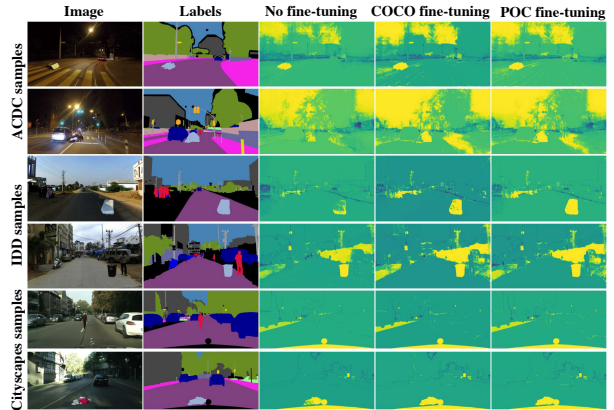 Image Labels No fine-tuning COCO fine-tuning POC fine-tuning
ACDC samples
IDD samples
Cityscapes samples